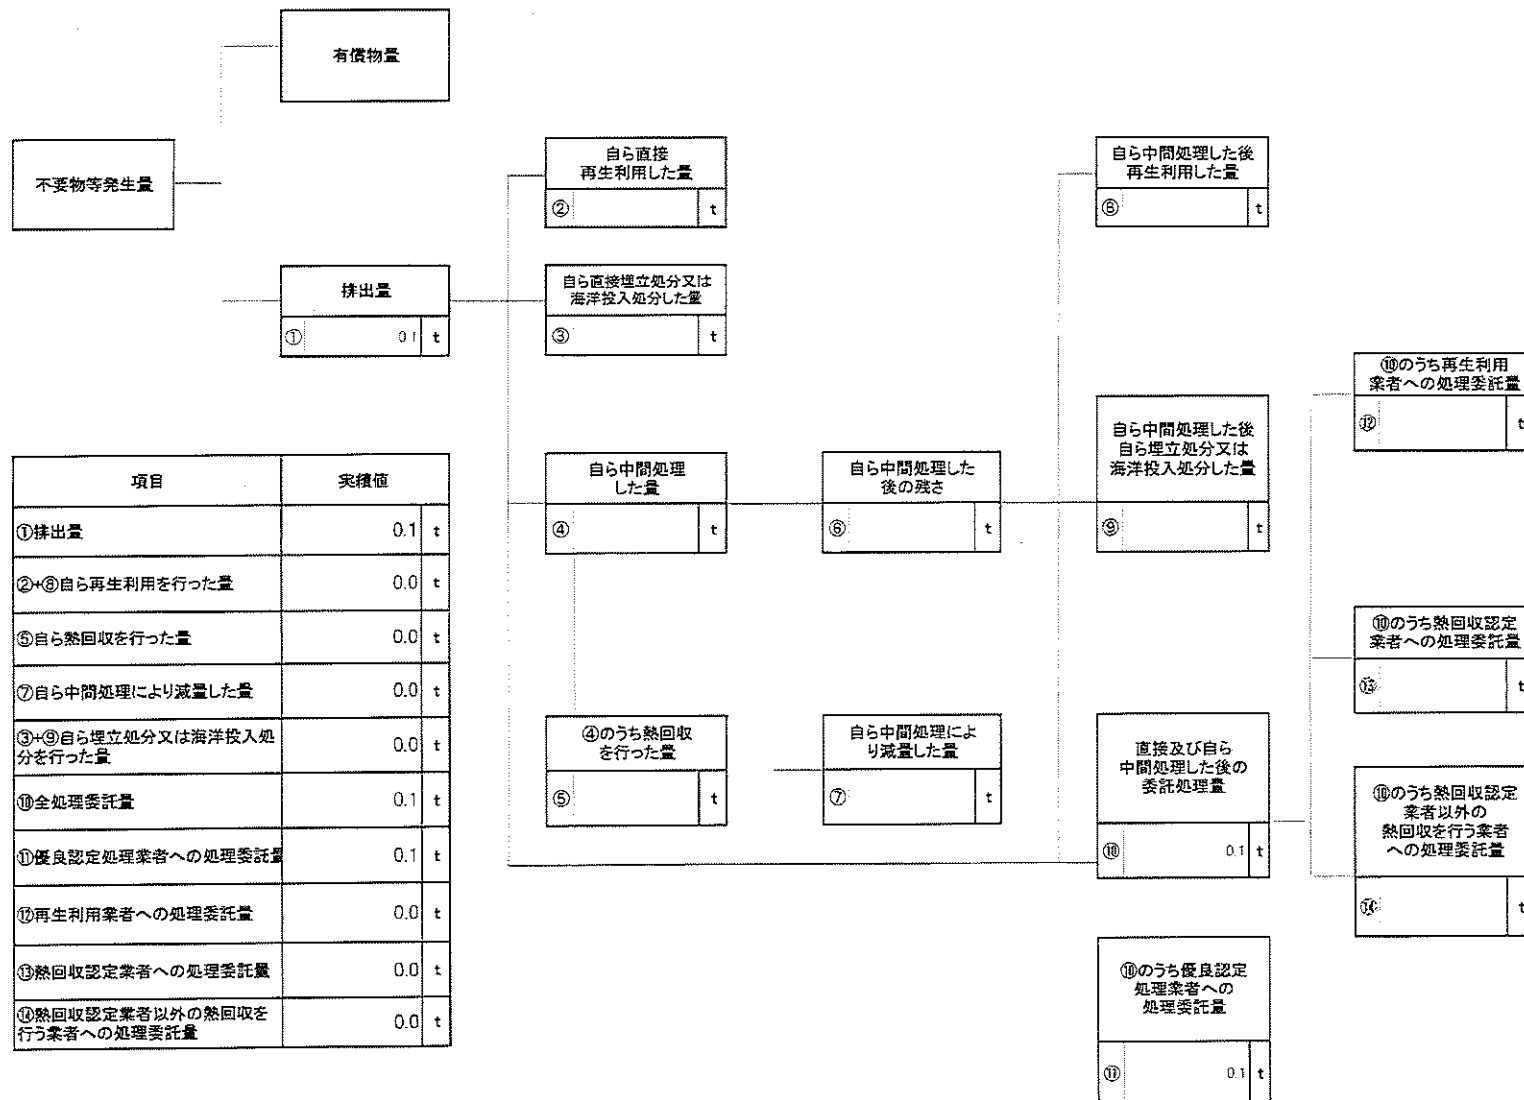 有償物量
不要物等発生量
排出量
① 0.1 t
自ら直接
再生利用した量
② t
自ら直接埋立処分又は
海洋投入処分した量
③ t
自ら中間処理
した量
④ t
④のうち熱回収
を行った量
⑤ t
自ら中間処理した
後の残さ
⑥ t
自ら中間処理によ
り減量した量
⑦ t
自ら中間処理した後
再生利用した量
⑧ t
自ら中間処理した後
自ら埋立処分又は
海洋投入処分した量
⑨ t
直接及び自ら
中間処理した後の
委託処理量
⑩ 0.1 t
⑩のうち優良認定
処理業者への
処理委託量
⑪ 0.1 t
⑩のうち再生利用
業者への処理委託量
⑫ t
⑩のうち熱回収認定
業者への処理委託量
⑬ t
⑩のうち熱回収認定
業者以外の
熱回収を行う業者
への処理委託量
⑭ t
項目 実績値
①排出量 0.1 t
②+⑧自ら再生利用を行った量 0.0 t
⑤自ら熱回収を行った量 0.0 t
⑦自ら中間処理により減量した量 0.0 t
③+⑨自ら埋立処分又は海洋投入処
分を行った量 0.0 t
⑩全処理委託量 0.1 t
⑪優良認定処理業者への処理委託量 0.1 t
⑫再生利用業者への処理委託量 0.0 t
⑬熱回収認定業者への処理委託量 0.0 t
⑭熱回収認定業者以外の熱回収を
行う業者への処理委託量 0.0 t